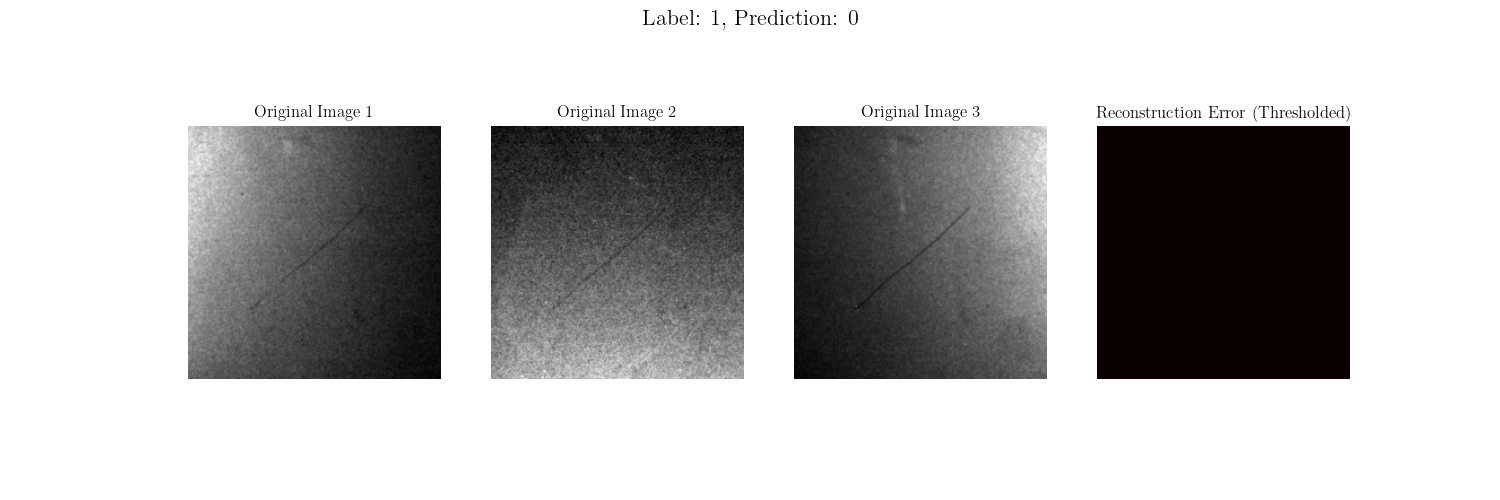 Label: 1, Prediction: 0
Original Image 1
Original Image 2
Original Image 3
Reconstruction Error (Thresholded)